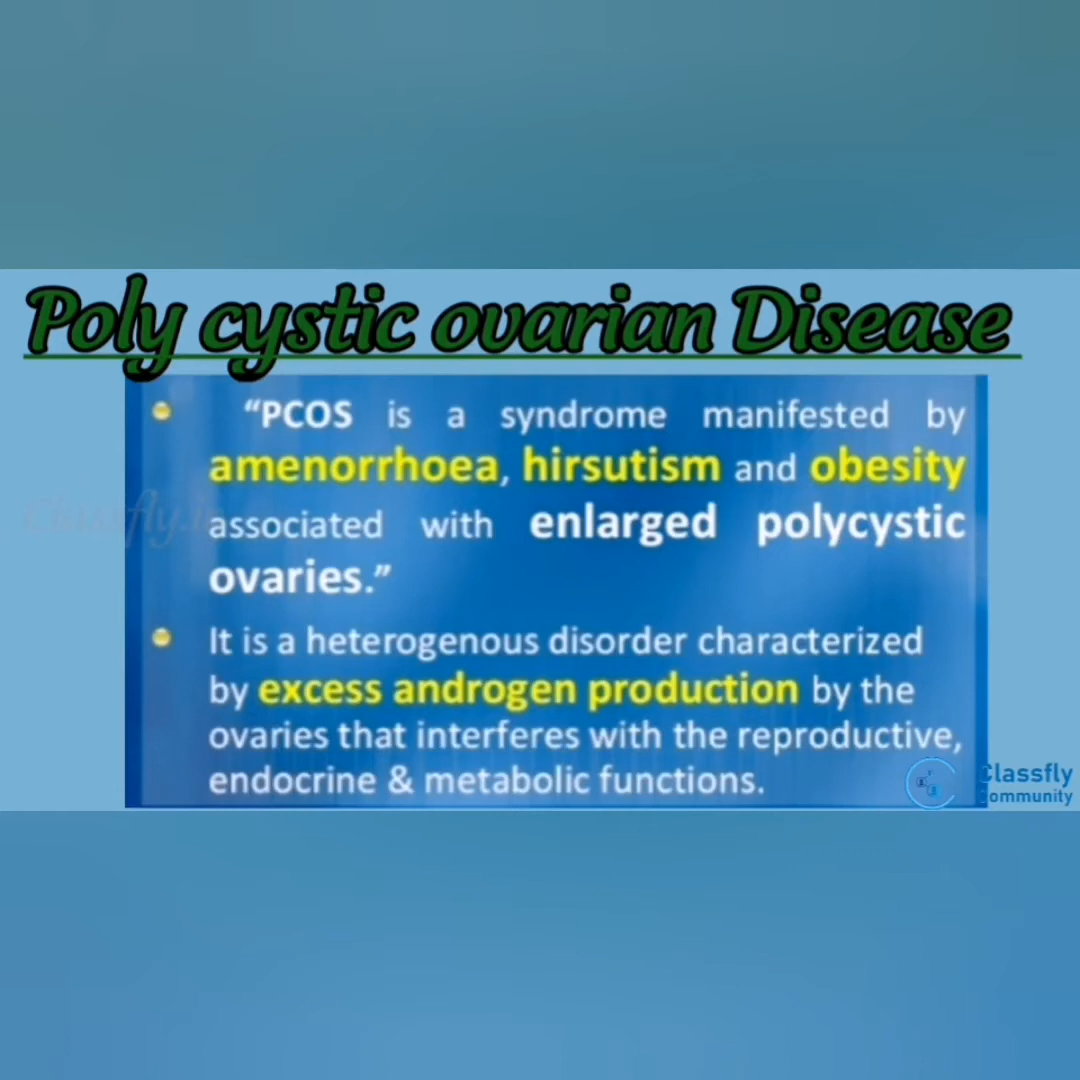 Poly cystic ovarian Disease
“PCOS is a syndrome manifested by
amenorrhoea, hirsutism and obesity
associated with enlarged polycystic
ovaries.”
It is a heterogenous disorder characterized
by excess androgen production by the
ovaries that interferes with the reproductive,
endocrine & metabolic functions.
Classfly
Community